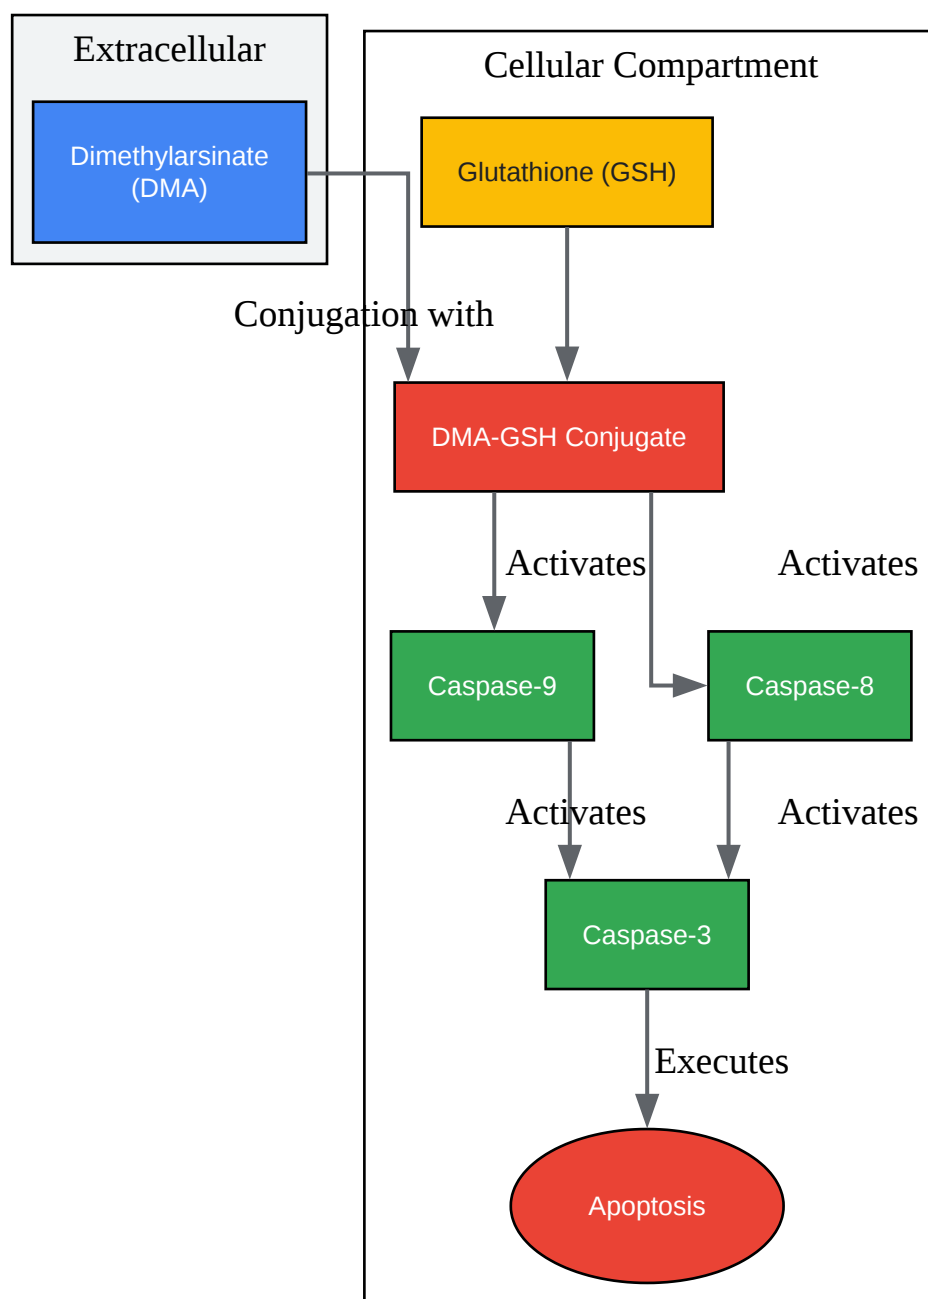 Extracellular
Cellular Compartment
Dimethylarsinate
(DMA)
Glutathione (GSH)
Conjugation with
DMA-GSH Conjugate
Activates
Activates
Caspase-9
Caspase-8
Activates
Activates
Caspase-3
Executes
Apoptosis